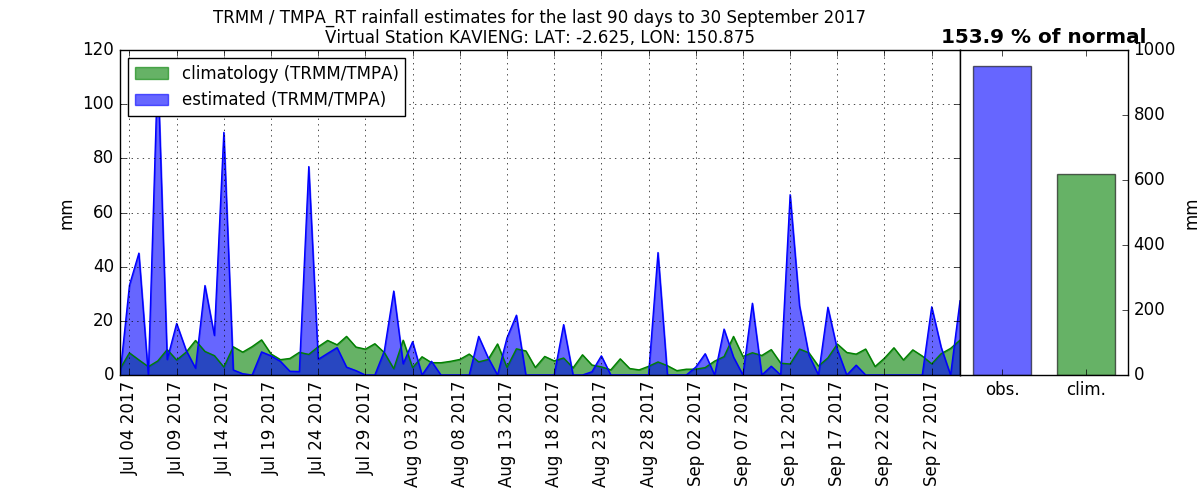 TRMM / TMPA_RT rainfall estimates for the last 90 days to 30 September 2017
Virtual Station KAVIENG: LAT: -2.625, LON: 150.875
153.9 % of normal
climatology (TRMM/TMPA)
estimated (TRMM/TMPA)
120
100
80
60
40
20
0
mm
Jul 04 2017
Jul 09 2017
Jul 14 2017
Jul 19 2017
Jul 24 2017
Jul 29 2017
Aug 03 2017
Aug 08 2017
Aug 13 2017
Aug 18 2017
Aug 23 2017
Aug 28 2017
Sep 02 2017
Sep 07 2017
Sep 12 2017
Sep 17 2017
Sep 22 2017
Sep 27 2017
1000
800
600
400
200
0
mm
obs.
clim.